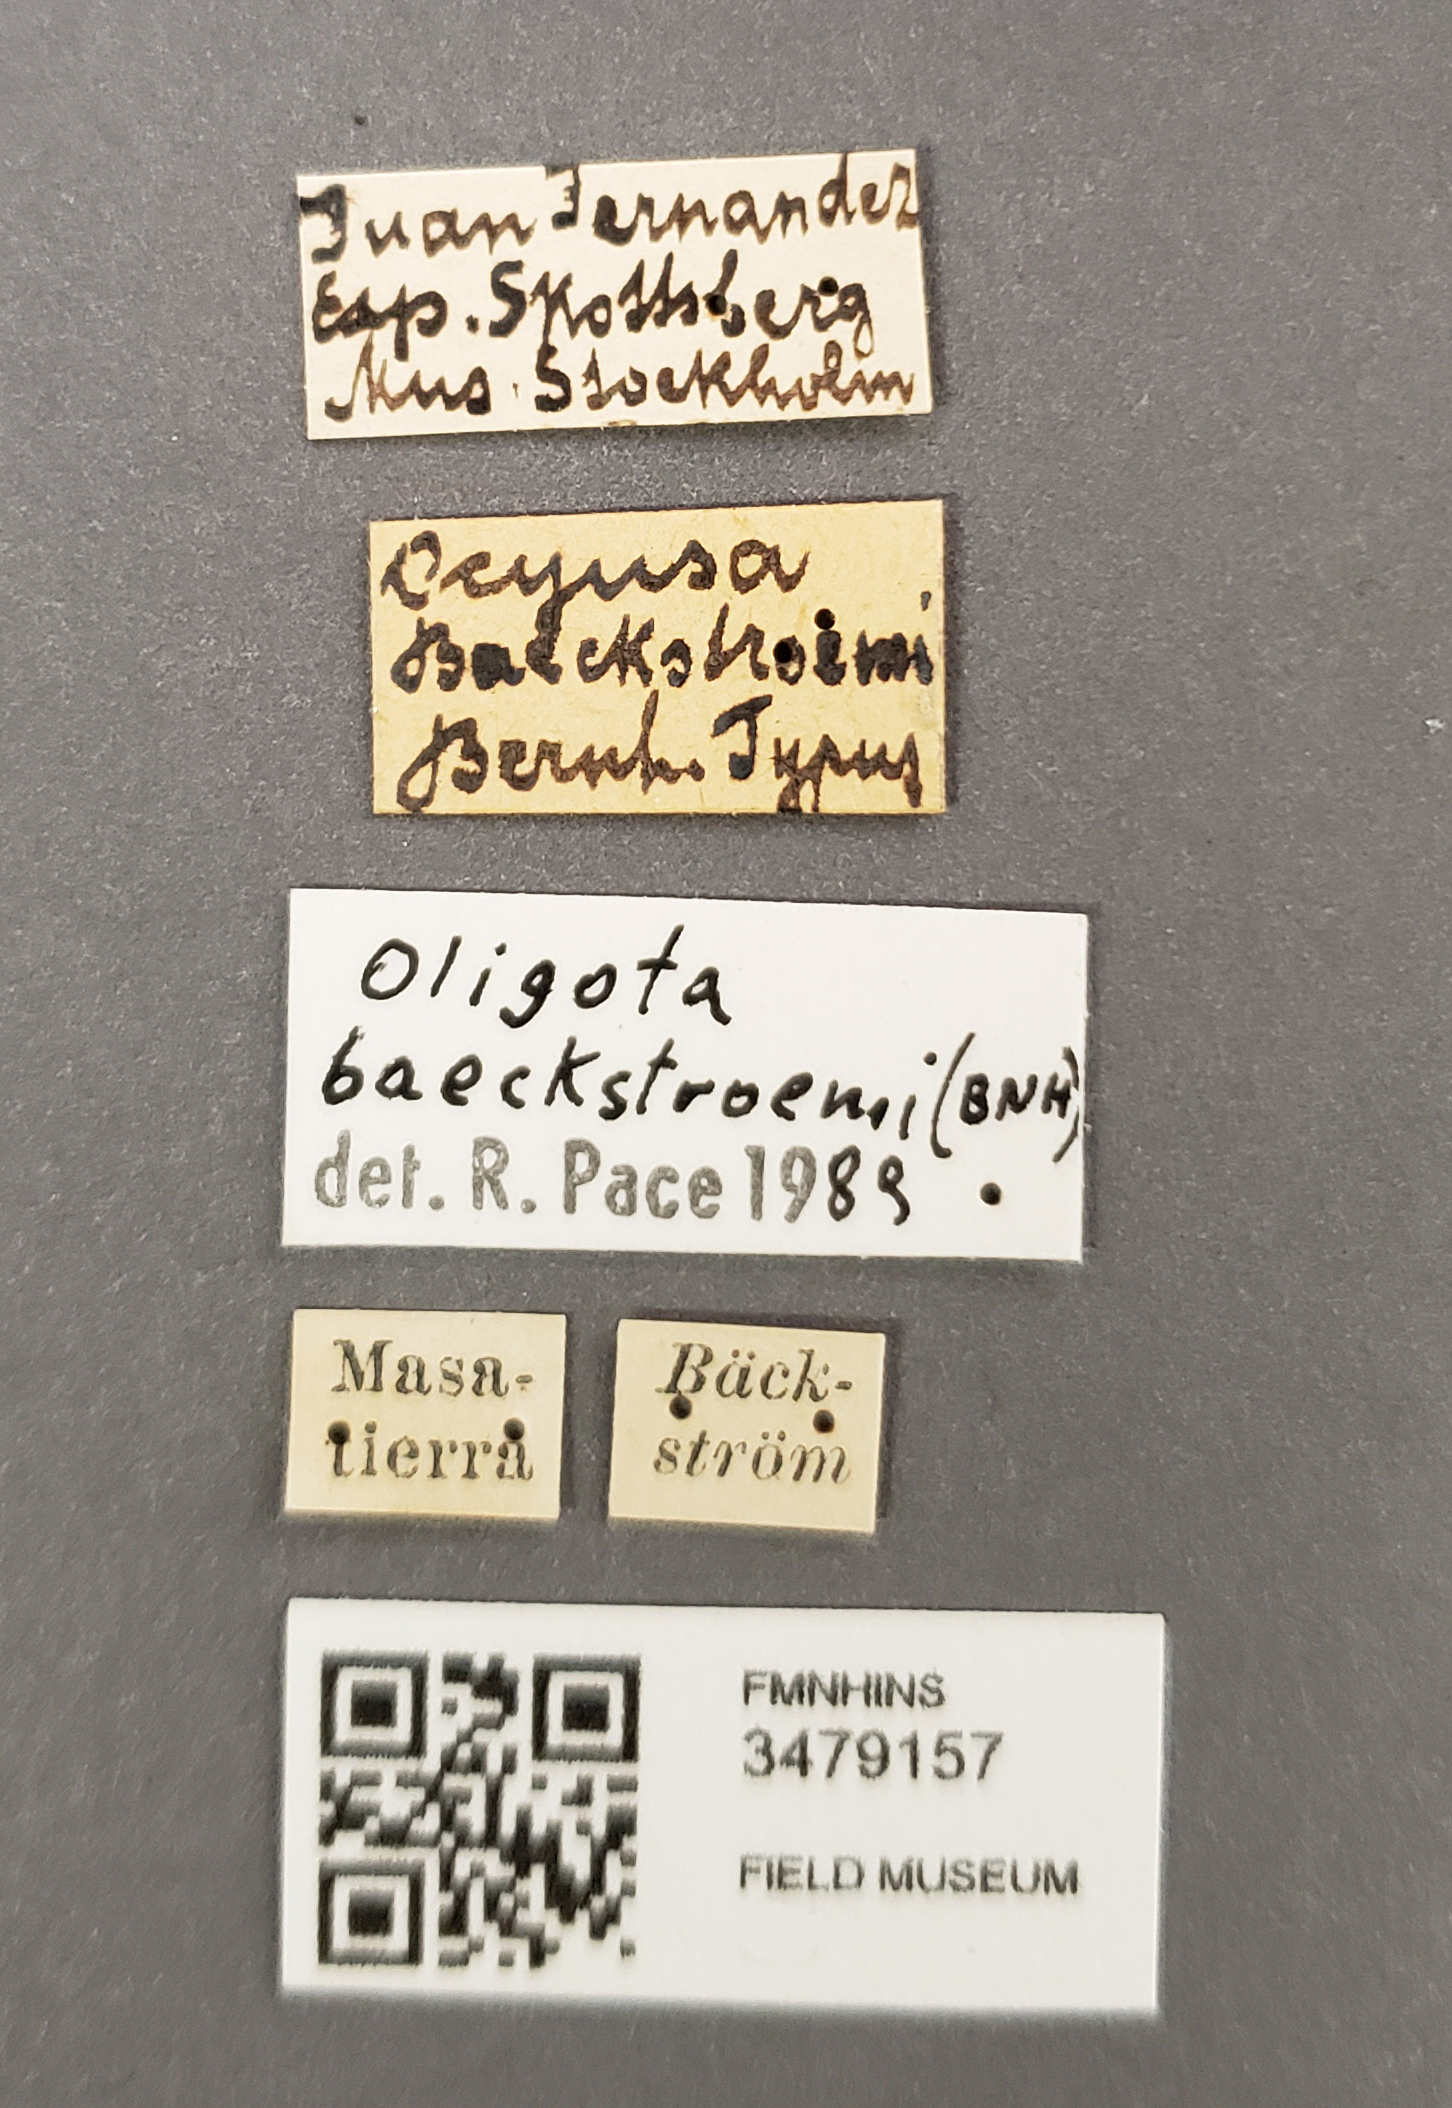 Juan Fernandez
Exp. Skottsberg
Mus. Stockholm
Ocyusa
Baeckstroemi
Bernh. Typus
Oligota
baeckstroemi (BNH)
det. R. Pace 1989
Masa-
tierra
Bäck-
ström
FMNHINS
3479157
FIELD MUSEUM